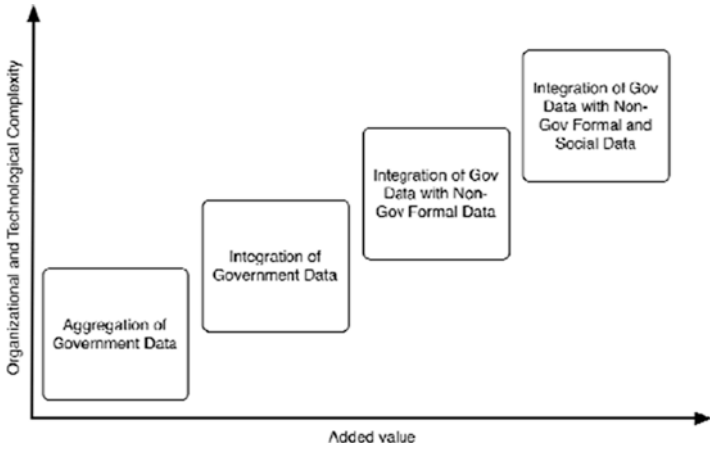 Organizational and Technological Complexity
Integration of Gov
Data with Non-
Gov Formal and
Social Data
Integration of Gov
Data with Non-
Gov Formal Data
Integration of
Government Data
Aggregation of
Government Data
Added value